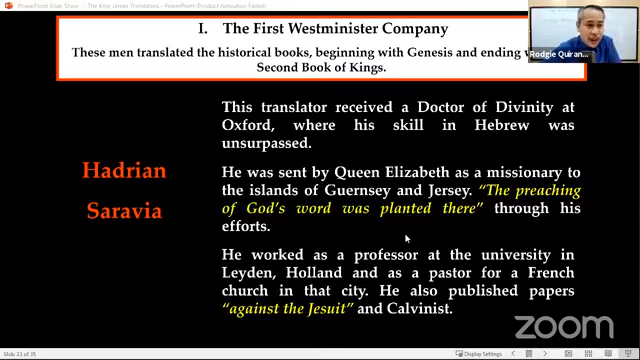 PowerPoint Slide Show - The King James Translators - PowerPoint (Product Activation Failed)
I. The First Westminister Company
These men translated the historical books, beginning with Genesis and ending
Second Book of Kings.
Rodgie Quiran...
This translator received a Doctor of Divinity at
Oxford, where his skill in Hebrew was
unsurpassed.
Hadrian
Saravia
He was sent by Queen Elizabeth as a missionary to
the islands of Guernsey and Jersey. “The preaching
of God's word was planted there” through his
efforts.
He worked as a professor at the university in
Leyden, Holland and as a pastor for a French
church in that city. He also published papers
“against the Jesuit” and Calvinist.
zoom
Slide 23 of 35
Display Settings